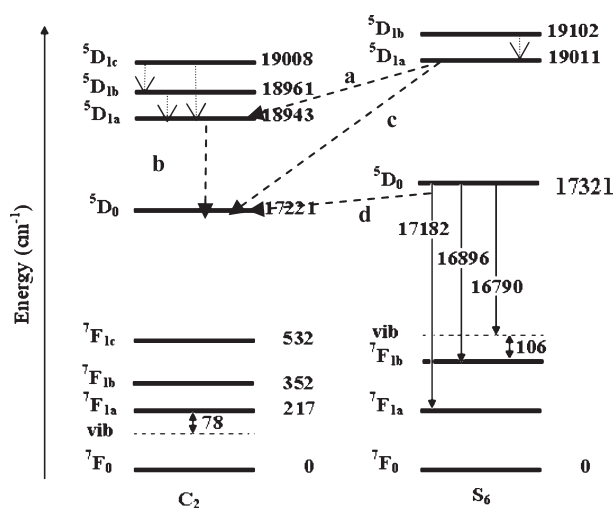 Energy (cm⁻¹)
⁵D₁c 19008
⁵D₁b 18961
⁵D₁a 18943
b
⁵D₀ 17221
⁷F₁c 532
⁷F₁b 352
⁷F₁a 217
78
vib
⁷F₀ 0
C₂
a
c
d
⁵D₁b 19102
⁵D₁a 19011
⁵D₀ 17321
17182
16896
16790
vib
106
⁷F₁b
⁷F₁a
⁷F₀ 0
S₆